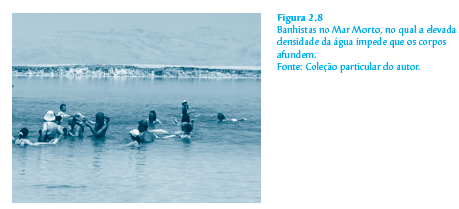 Figura 2.8
Banhistas no Mar Morto, no qual a elevada
densidade da água impede que os corpos
afundem.
Fonte: Coleção particular do autor.